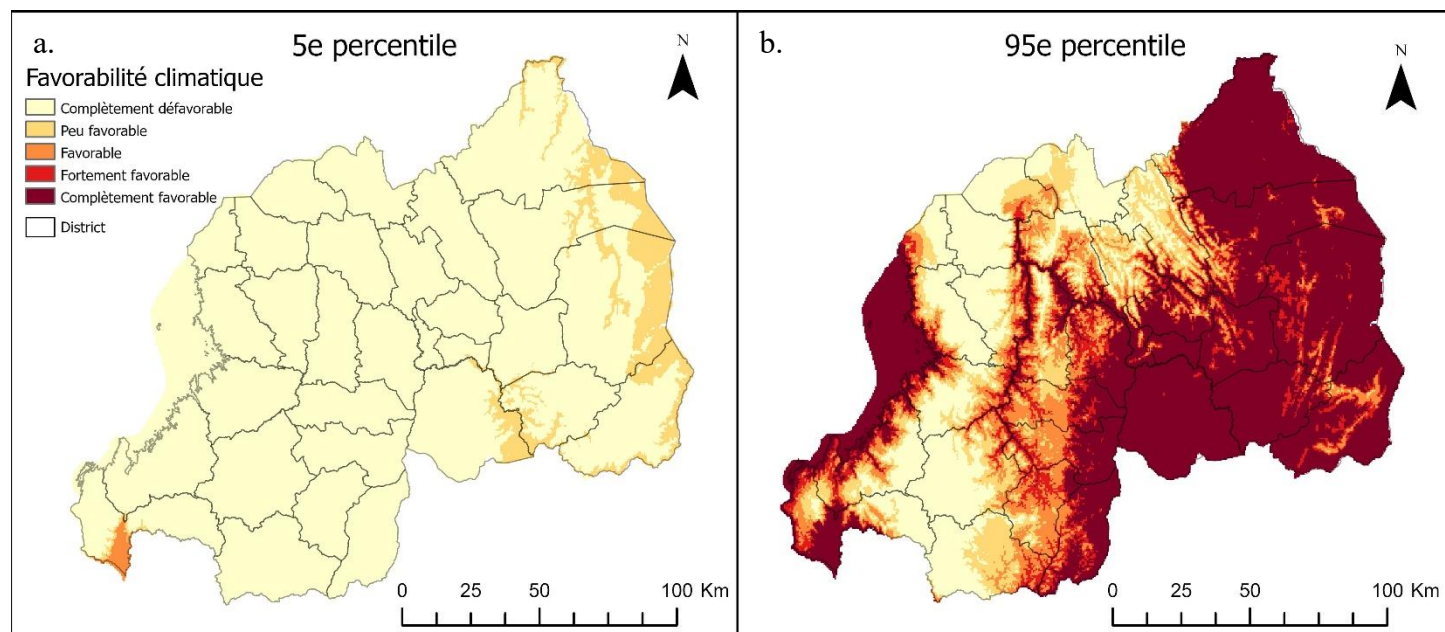 a.
5e percentile
N
Favorabilité climatique
Complètement défavorable
Peu favorable
Favorable
Fortement favorable
Complètement favorable
District
0 25 50 100 Km
b.
95e percentile
N
0 25 50 100 Km